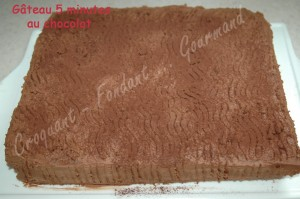 Gâteau 5 minutes
au chocolat
Croquant - Fondant ... Gourmand